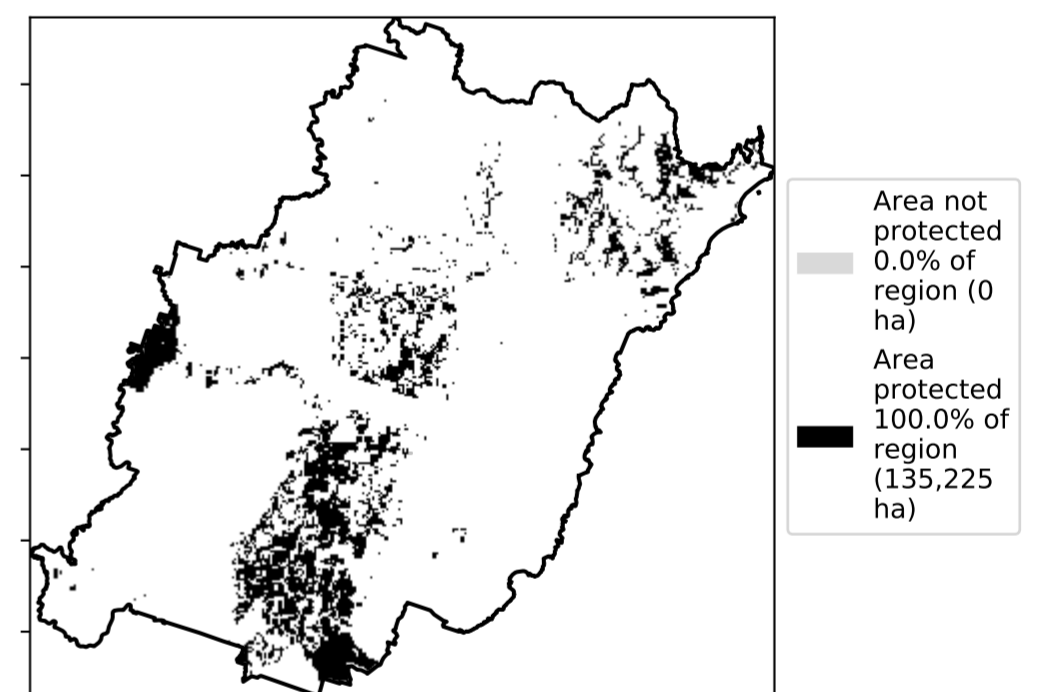 Area not
protected
0.0% of
region (0
ha)
Area
protected
100.0% of
region
(135,225
ha)